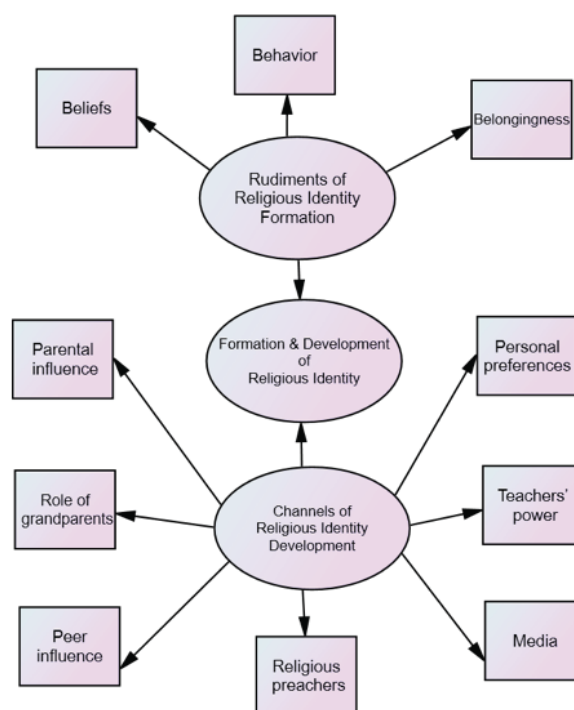 Behavior
Beliefs
Belongingness
Rudiments of
Religious Identity
Formation
Formation & Development
of
Religious Identity
Parental
influence
Personal
preferences
Role of
grandparents
Channels of
Religious Identity
Development
Teachers'
power
Peer
influence
Religious
preachers
Media